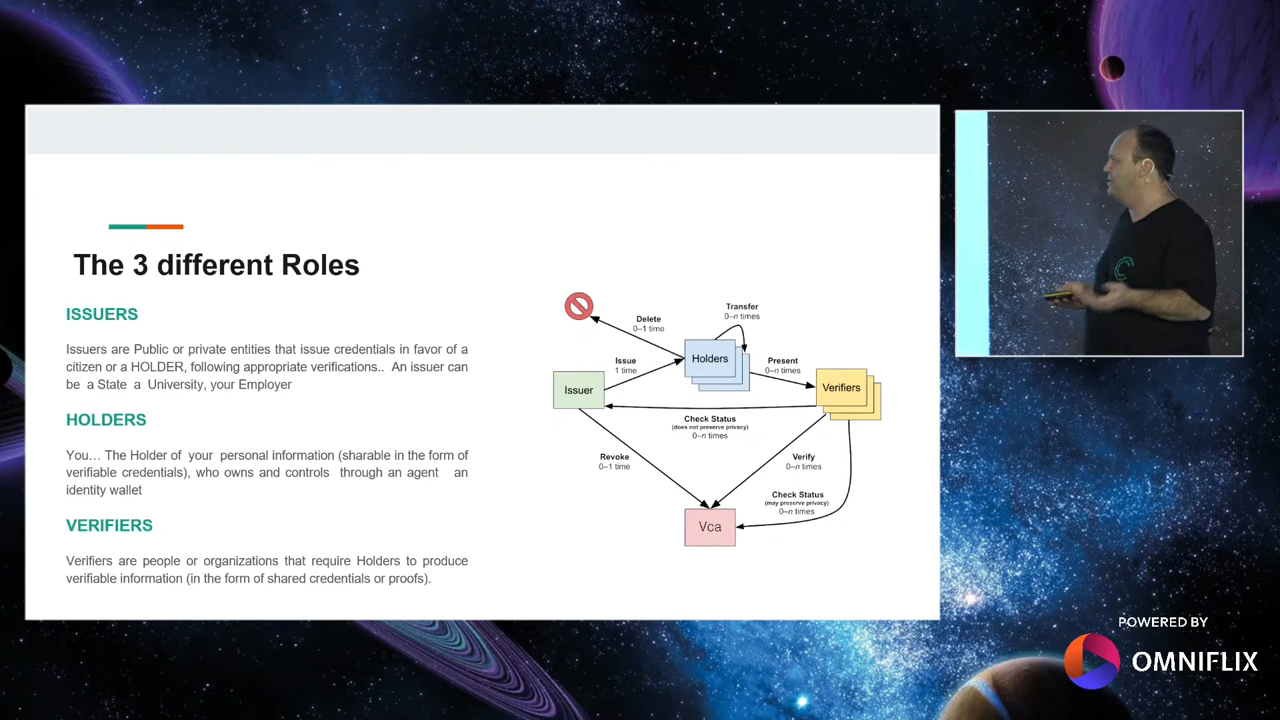 The 3 different Roles
ISSUERS
Issuers are Public or private entities that issue credentials in favor of a
citizen or a HOLDER, following appropriate verifications.. An issuer can
be a State a University, your Employer
HOLDERS
You… The Holder of your personal information (sharable in the form of
verifiable credentials), who owns and controls through an agent an
identity wallet
VERIFIERS
Verifiers are people or organizations that require Holders to produce
verifiable information (in the form of shared credentials or proofs).
Delete
0–1 time
Transfer
0–n times
Issue
1 time
Holders
Present
0–n times
Issuer
Verifiers
Check Status
(does not preserve privacy)
0–n times
Revoke
0–1 time
Verify
0–n times
Check Status
(may preserve privacy)
0–n times
Vca
POWERED BY
OMNIFLIX